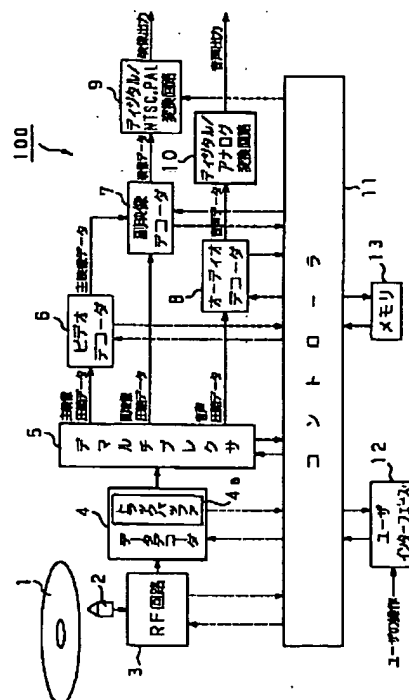 100
1
2
3
RF回路
4
データデコーダ
トラックバッファ
4a
5
デマルチプレクサ
主映像
圧縮データ
副映像
圧縮データ
音声
圧縮データ
6
ビデオ
デコーダ
主映像データ
7
副映像
デコーダ
映像データ
8
オーディオ
デコーダ
音声データ
9
ディジタル/
NTSC,PAL
変換回路
映像出力
10
ディジタル/
アナログ
変換回路
音声出力
コントローラ
11
12
ユーザ
インターフェイス
ユーザの操作
13
メモリ